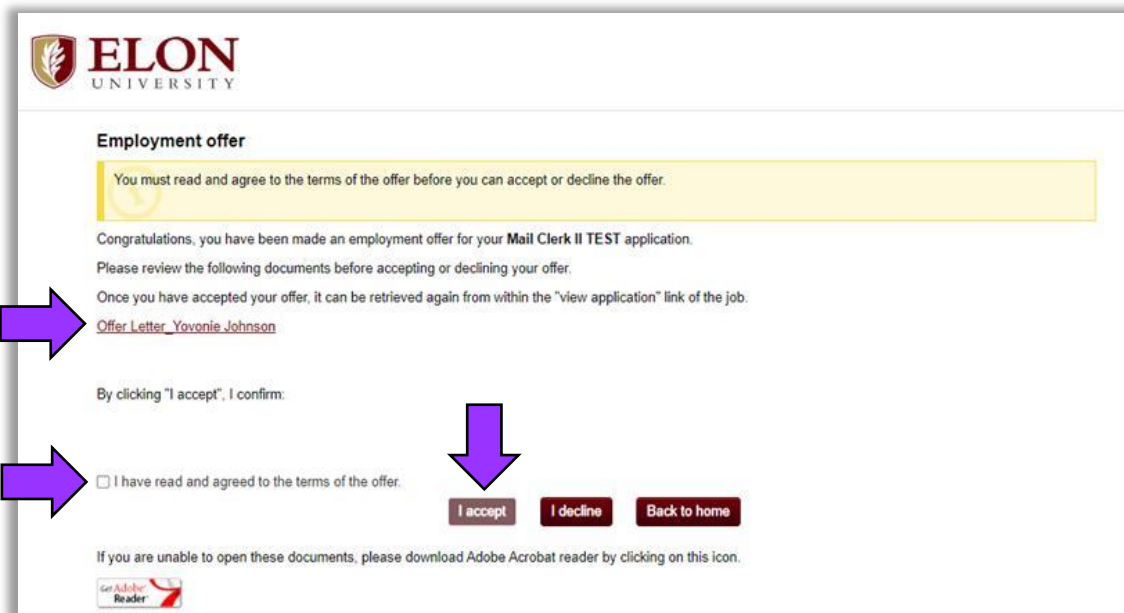 ELON
UNIVERSITY
Employment offer
You must read and agree to the terms of the offer before you can accept or decline the offer.
Congratulations, you have been made an employment offer for your Mail Clerk II TEST application.
Please review the following documents before accepting or declining your offer.
Once you have accepted your offer, it can be retrieved again from within the "view application" link of the job.
Offer Letter_Yovonie Johnson
By clicking "I accept", I confirm:
I have read and agreed to the terms of the offer.
I accept I decline Back to home
If you are unable to open these documents, please download Adobe Acrobat reader by clicking on this icon.
Get Adobe
Reader